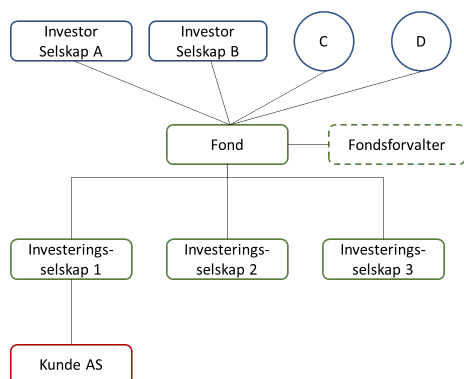 Investor
Selskap A
Investor
Selskap B
C
D
Fond
Fondsforvalter
Investerings-
selskap 1
Investerings-
selskap 2
Investerings-
selskap 3
Kunde AS